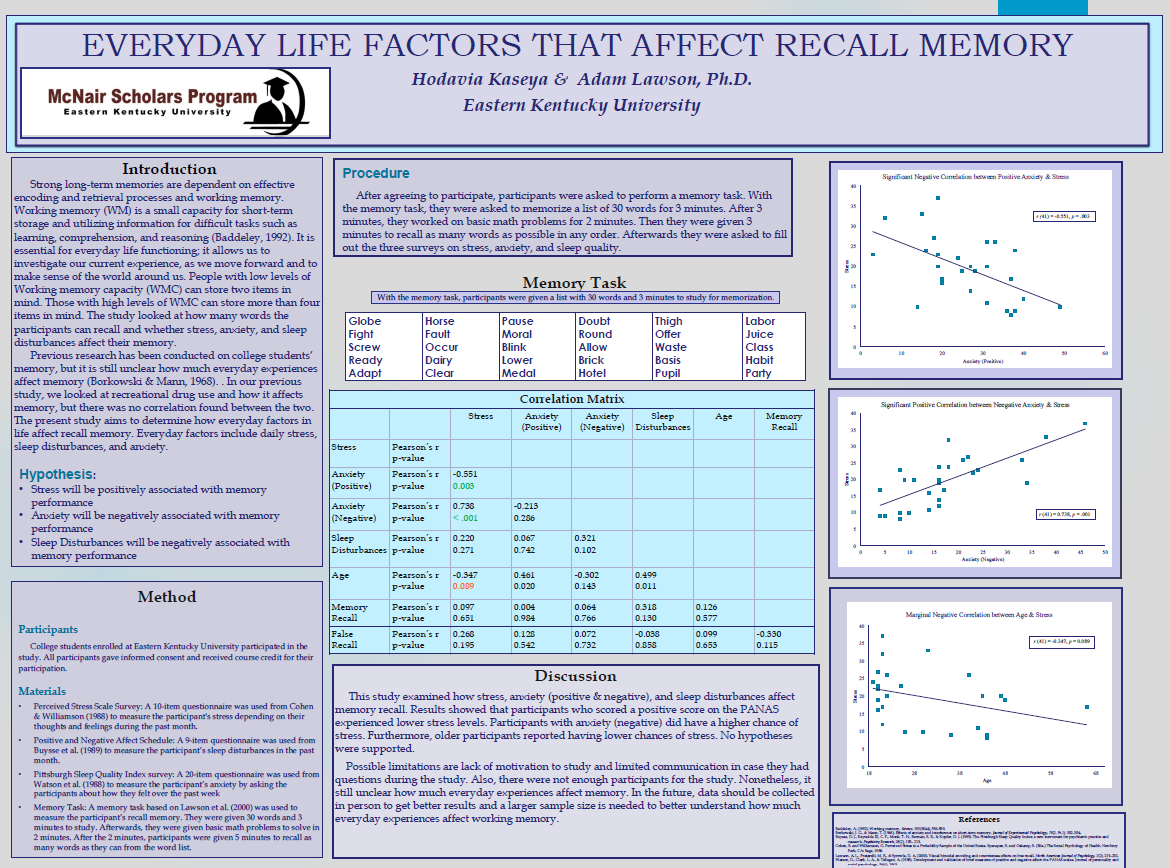 EVERYDAY LIFE FACTORS THAT AFFECT RECALL MEMORY
Hodavia Kaseya & Adam Lawson, Ph.D.
Eastern Kentucky University
McNair Scholars Program
Eastern Kentucky University
Introduction
Strong long-term memories are dependent on effective
encoding and retrieval processes and working memory.
Working memory (WM) is a small capacity for short-term
storage and utilizing information for difficult tasks such as
learning, comprehension, and reasoning (Baddeley, 1992). It is
essential for everyday life functioning; it allows us to
investigate our current experience, as we move forward and to
make sense of the world around us. People with low levels of
Working memory capacity (WMC) can store two items in
mind. Those with high levels of WMC can store more than four
items in mind. The study looked at how many words the
participants can recall and whether stress, anxiety, and sleep
disturbances affect their memory.
Previous research has been conducted on college students'
memory, but it is still unclear how much everyday experiences
affect memory (Borkowski & Mann, 1968). . In our previous
study, we looked at recreational drug use and how it affects
memory, but there was no correlation found between the two.
The present study aims to determine how everyday factors in
life affect recall memory. Everyday factors include daily stress,
sleep disturbances, and anxiety.
Hypothesis:
• Stress will be positively associated with memory
performance
• Anxiety will be negatively associated with memory
performance
• Sleep Disturbances will be negatively associated with
memory performance
Method
Participants
College students enrolled at Eastern Kentucky University participated in the
study. All participants gave informed consent and received course credit for their
participation.
Materials
• Perceived Stress Scale Survey: A 10-item questionnaire was used from Cohen
& Williamson (1988) to measure the participant's stress depending on their
thoughts and feelings during the past month.
• Positive and Negative Affect Schedule: A 9-item questionnaire was used from
Buysse et al. (1989) to measure the participant's sleep disturbances in the past
month.
• Pittsburgh Sleep Quality Index survey: A 20-item questionnaire was used from
Watson et al. (1988) to measure the participant's anxiety by asking the
participants about how they felt over the past week
• Memory Task: A memory task based on Lawson et al. (2000) was used to
measure the participant's recall memory. They were given 30 words and 3
minutes to study. Afterwards, they were given basic math problems to solve in
2 minutes. After the 2 minutes, participants were given 5 minutes to recall as
many words as they can from the word list.
Procedure
After agreeing to participate, participants were asked to perform a memory task. With
the memory task, they were asked to memorize a list of 30 words for 3 minutes. After 3
minutes, they worked on basic math problems for 2 minutes. Then they were given 3
minutes to recall as many words as possible in any order. Afterwards they were asked to fill
out the three surveys on stress, anxiety, and sleep quality.
Memory Task
With the memory task, participants were given a list with 30 words and 3 minutes to study for memorization.
Globe Horse Pause Doubt Thigh Labor
Fight Fault Moral Round Offer Juice
Screw Occur Blink Allow Waste Class
Ready Dairy Lower Brick Basis Habit
Adapt Clear Medal Hotel Pupil Party
Correlation Matrix
Stress Anxiety Anxiety Sleep Age Memory
(Positive) (Negative) Disturbances Recall
Stress Pearson's r
p-value
Anxiety Pearson's r -0.551
(Positive) p-value 0.003
Anxiety Pearson's r 0.738 -0.213
(Negative) p-value < .001 0.286
Sleep Pearson's r 0.220 0.067 0.321
Disturbances p-value 0.271 0.742 0.102
Age Pearson's r -0.347 0.461 -0.302 0.499
p-value 0.089 0.020 0.143 0.011
Memory Pearson's r 0.097 0.004 0.064 0.318 0.126
Recall p-value 0.651 0.984 0.766 0.130 0.577
False Pearson's r 0.268 0.128 0.072 -0.038 0.099 -0.330
Recall p-value 0.195 0.542 0.732 0.858 0.653 0.115
Discussion
This study examined how stress, anxiety (positive & negative), and sleep disturbances affect
memory recall. Results showed that participants who scored a positive score on the PANAS
experienced lower stress levels. Participants with anxiety (negative) did have a higher chance of
stress. Furthermore, older participants reported having lower chances of stress. No hypotheses
were supported.
Possible limitations are lack of motivation to study and limited communication in case they had
questions during the study. Also, there were not enough participants for the study. Nonetheless, it
still unclear how much everyday experiences affect memory. In the future, data should be collected
in person to get better results and a larger sample size is needed to better understand how much
everyday experiences affect working memory.
Significant Negative Correlation between Positive Anxiety & Stress
r (41) = -0.551, p = .003
Stress
40
35
30
25
20
15
10
5
0
0 10 20 30 40 50 60
Anxiety (Positive)
Significant Positive Correlation between Neegative Anxiety & Stress
r (41) = 0.738, p = .001
Stress
40
35
30
25
20
15
10
5
0
0 5 10 15 20 25 30 35 40 45 50
Anxiety (Negative)
Marginal Negative Correlation between Age & Stress
r (41) = -0.347, p = 0.089
Stress
40
35
30
25
20
15
10
5
0
18 28 38 48 58 68
Age
References